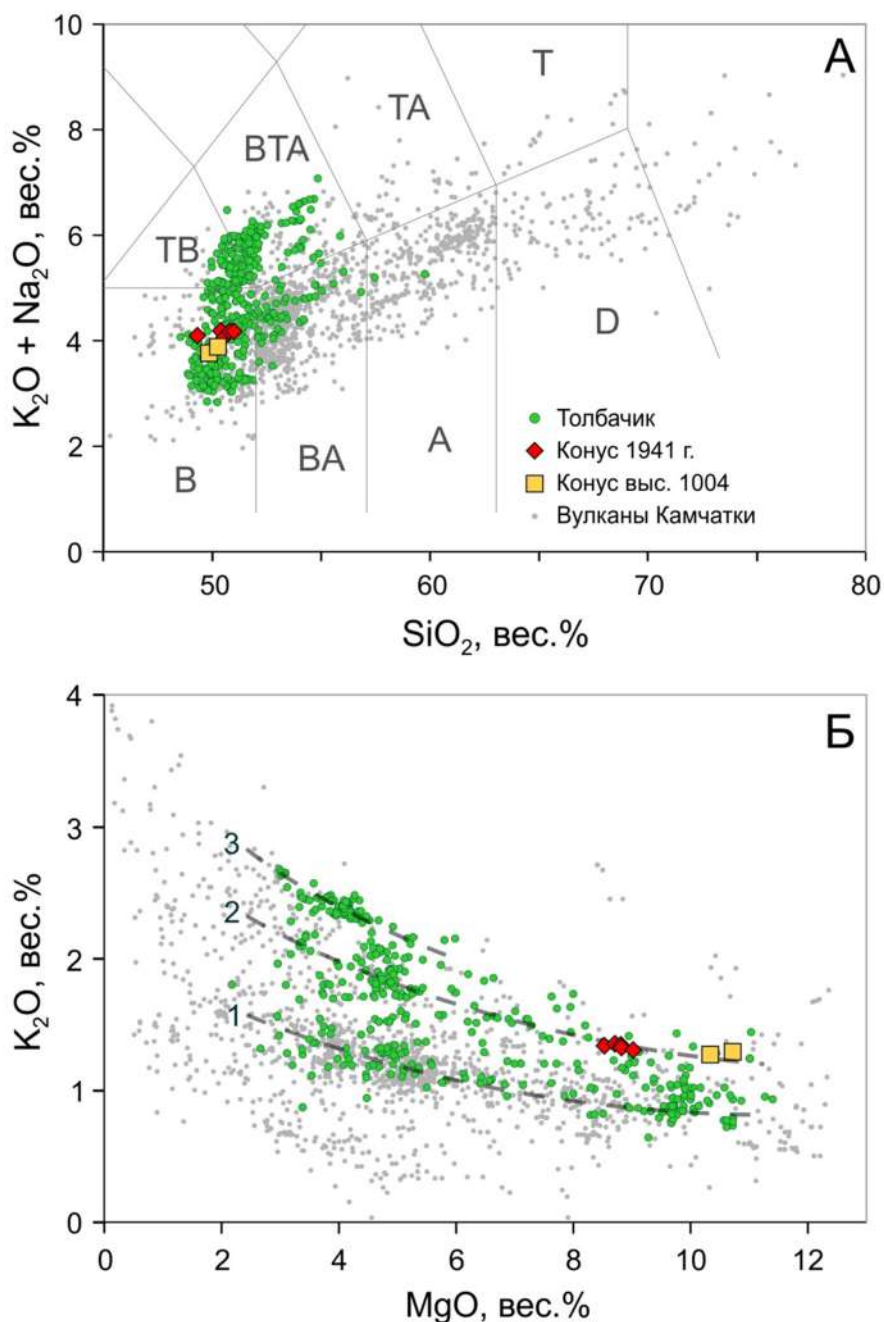 А
K₂O + Na₂O, вес.%
10
8
6
4
2
0
T
TA
BTA
TB
D
A
BA
B
Толбачик
Конус 1941 г.
Конус выс. 1004
Вулканы Камчатки
50 60 70 80
SiO₂, вес.%
Б
K₂O, вес.%
4
3
2
1
0
3
2
1
0 2 4 6 8 10 12
MgO, вес.%